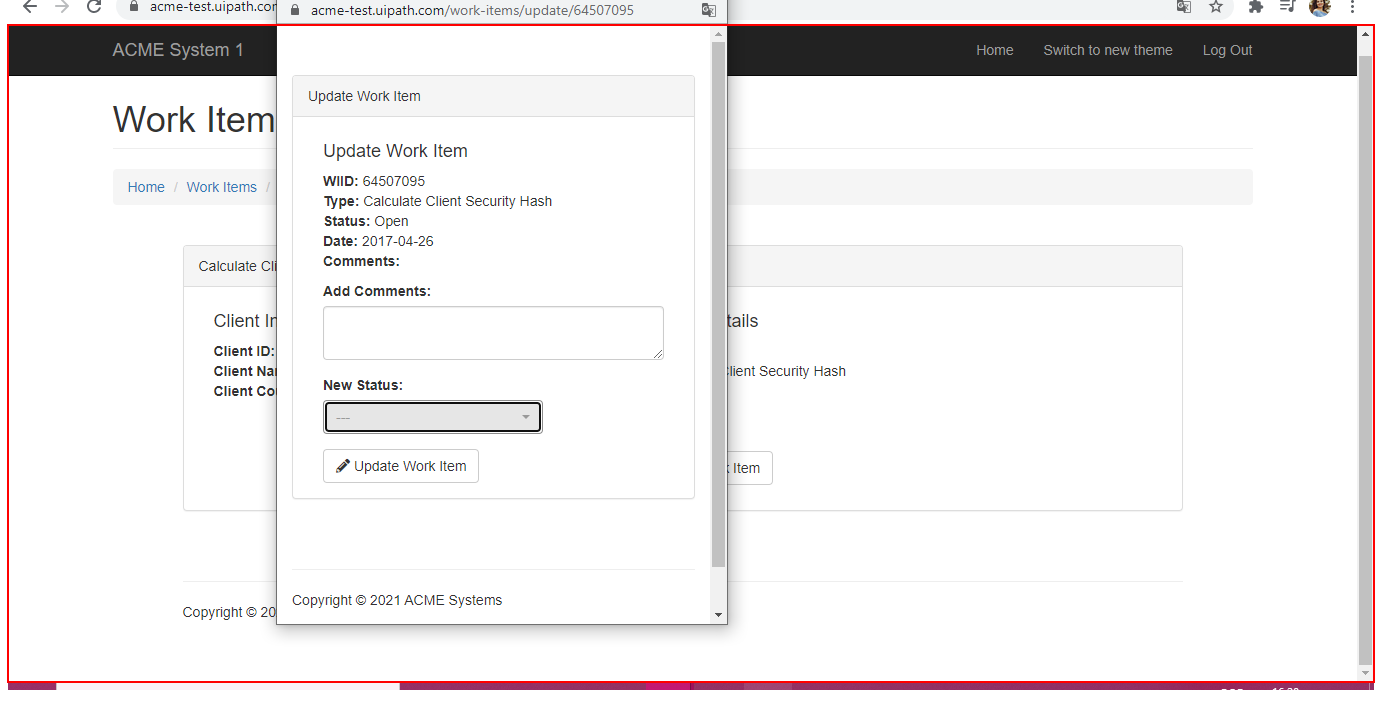 acme-test.uipath.com
acme-test.uipath.com/work-items/update/64507095
ACME System 1
Home
Switch to new theme
Log Out
Work Item
Home / Work Items /
Update Work Item
Update Work Item
WIID: 64507095
Type: Calculate Client Security Hash
Status: Open
Date: 2017-04-26
Comments:
Add Comments:
New Status:
---
Update Work Item
Copyright © 2021 ACME Systems
Calculate Cli
Client In
Client ID:
Client Na
Client Cou
tails
lient Security Hash
Item
Copyright © 20